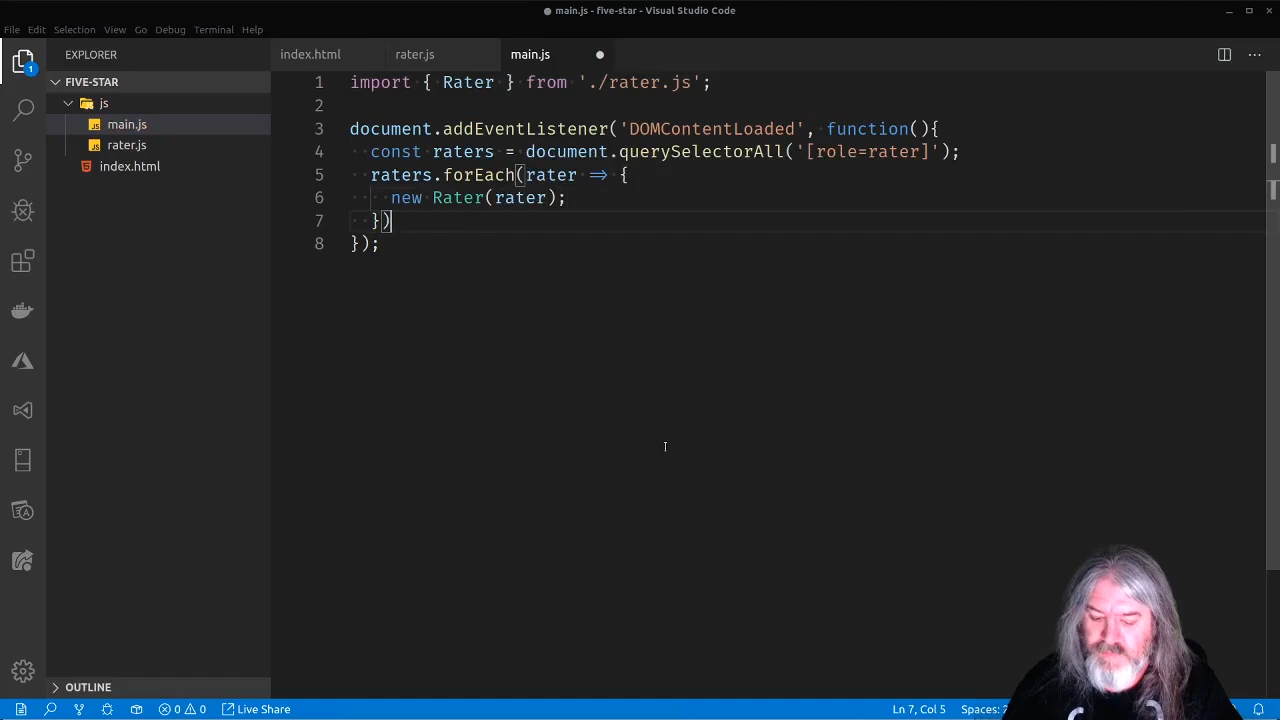 ● main.js - five-star - Visual Studio Code
File Edit Selection View Go Debug Terminal Help
EXPLORER
index.html
rater.js
main.js
1
FIVE-STAR
js
main.js
rater.js
index.html
OUTLINE
1 import { Rater } from './rater.js';
2
3 document.addEventListener('DOMContentLoaded', function(){
4 const raters = document.querySelectorAll('[role=rater]');
5 raters.forEach(rater => {
6 new Rater(rater);
7 })
8 });
0 0 Live Share
Ln 7, Col 5
Spaces: